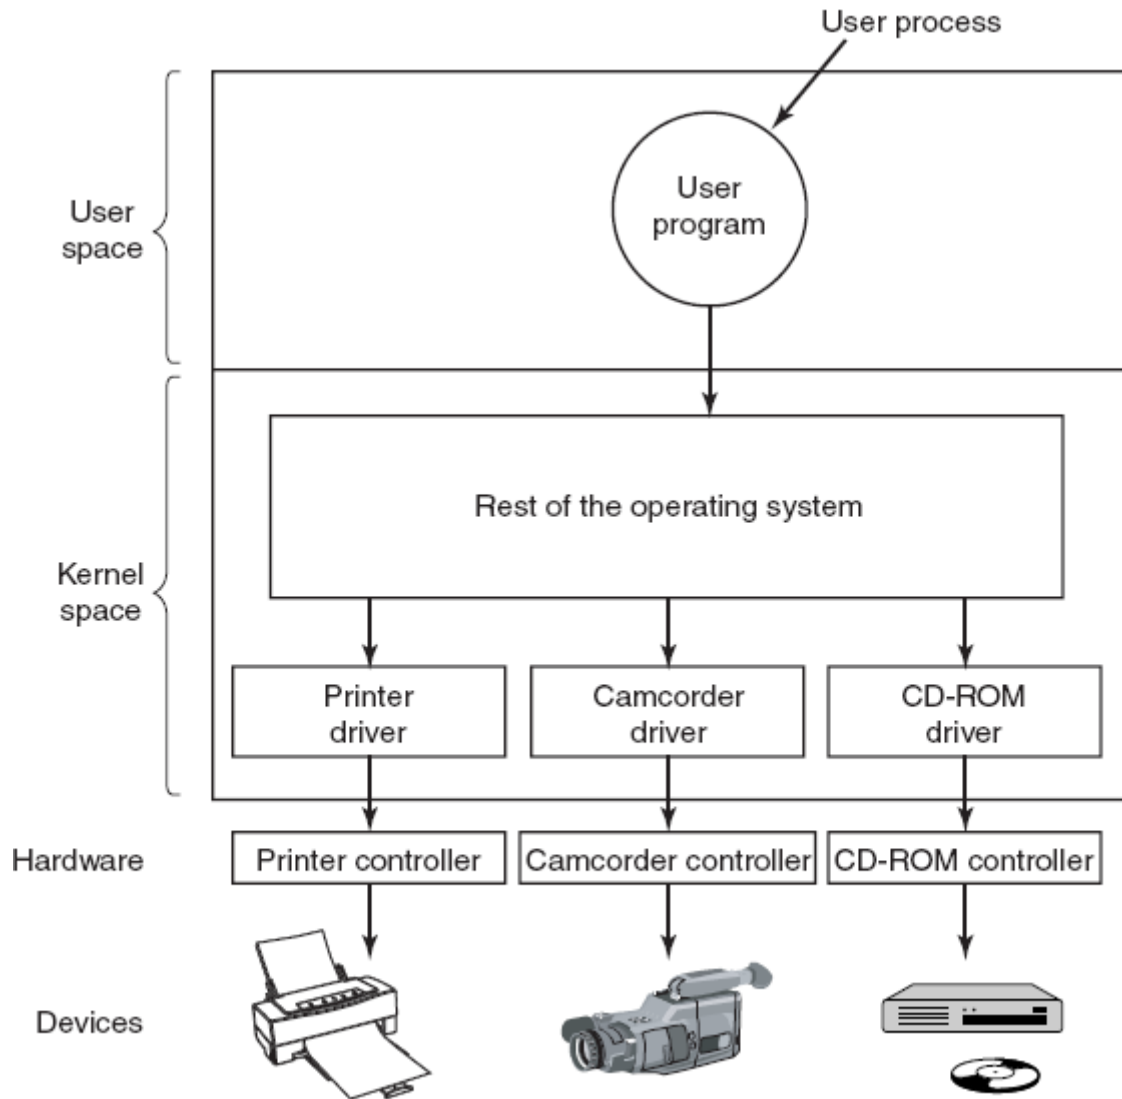 User process
User
program
User
space
Rest of the operating system
Kernel
space
Printer
driver
Camcorder
driver
CD-ROM
driver
Hardware
Printer controller
Camcorder controller
CD-ROM controller
Devices